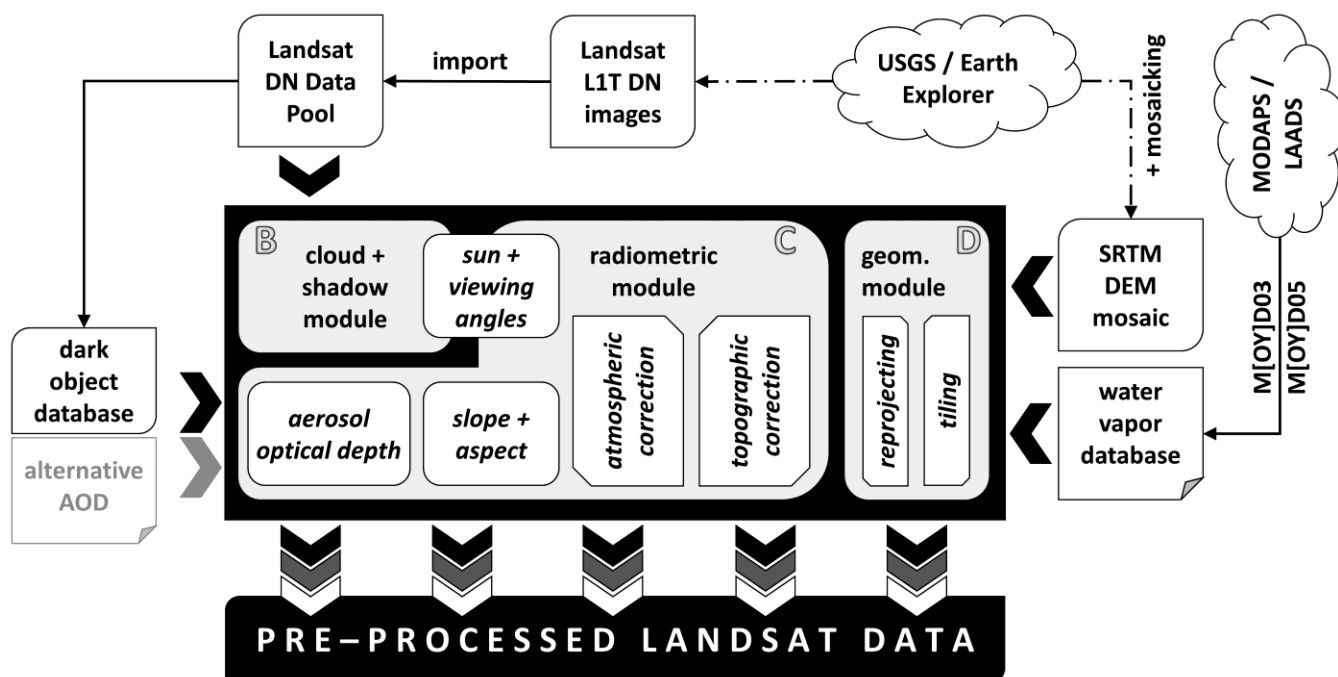 Landsat
DN Data
Pool
import
Landsat
L1T DN
images
USGS / Earth
Explorer
+ mosaicking
MODAPS /
LAADS
M[OY]D03
M[OY]D05
B
cloud +
shadow
module
sun +
viewing
angles
C
radiometric
module
D
geom.
module
SRTM
DEM
mosaic
dark
object
database
alternative
AOD
aerosol
optical depth
slope +
aspect
atmospheric
correction
topographic
correction
reprojecting
tiling
water
vapor
database
PRE–PROCESSED LANDSAT DATA